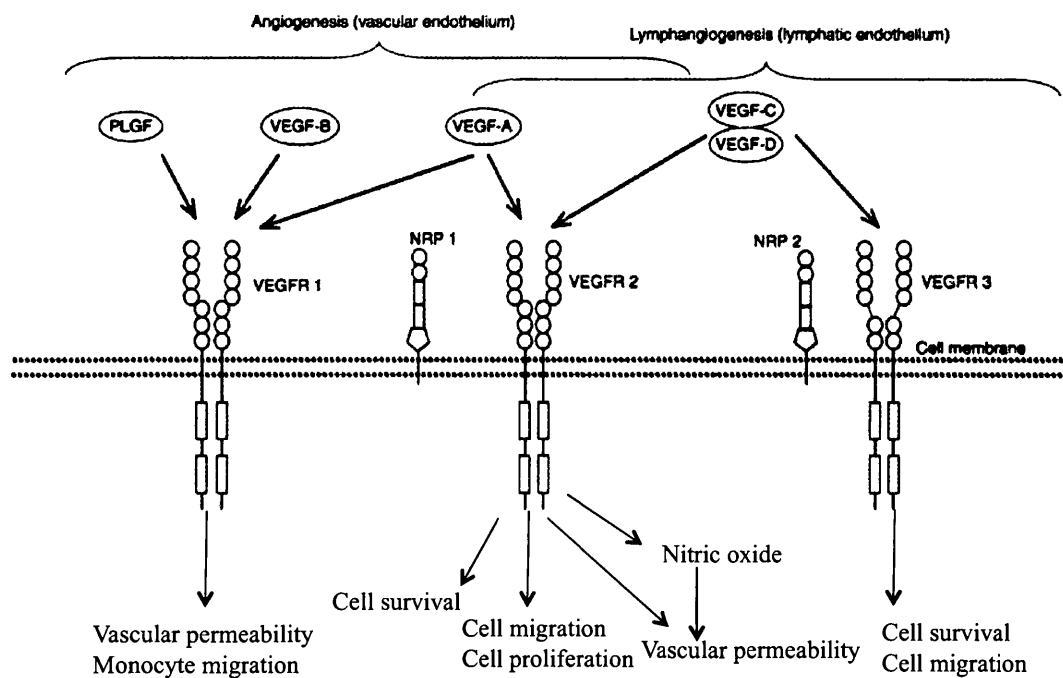 Angiogenesis (vascular endothelium)
Lymphangiogenesis (lymphatic endothelium)
PLGF
VEGF-B
VEGF-A
VEGF-C
VEGF-D
NRP 1
NRP 2
VEGFR 1
VEGFR 2
VEGFR 3
Cell membrane
Nitric oxide
Cell survival
Vascular permeability
Monocyte migration
Cell migration
Cell proliferation
Vascular permeability
Cell survival
Cell migration